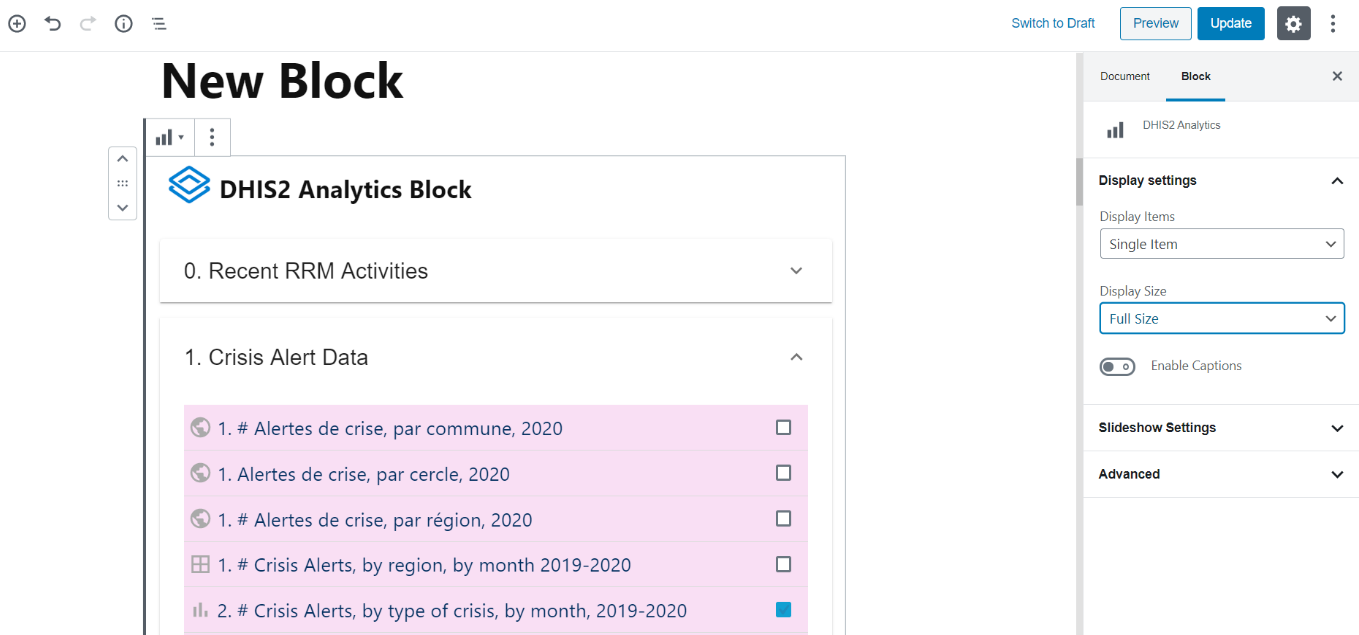 Switch to Draft
Preview
Update
New Block
Document
Block
DHIS2 Analytics
DHIS2 Analytics Block
Display settings
Display Items
Single Item
0. Recent RRM Activities
Display Size
Full Size
1. Crisis Alert Data
Enable Captions
1. # Alertes de crise, par commune, 2020
Slideshow Settings
1. Alertes de crise, par cercle, 2020
Advanced
1. # Alertes de crise, par région, 2020
1. # Crisis Alerts, by region, by month 2019-2020
2. # Crisis Alerts, by type of crisis, by month, 2019-2020